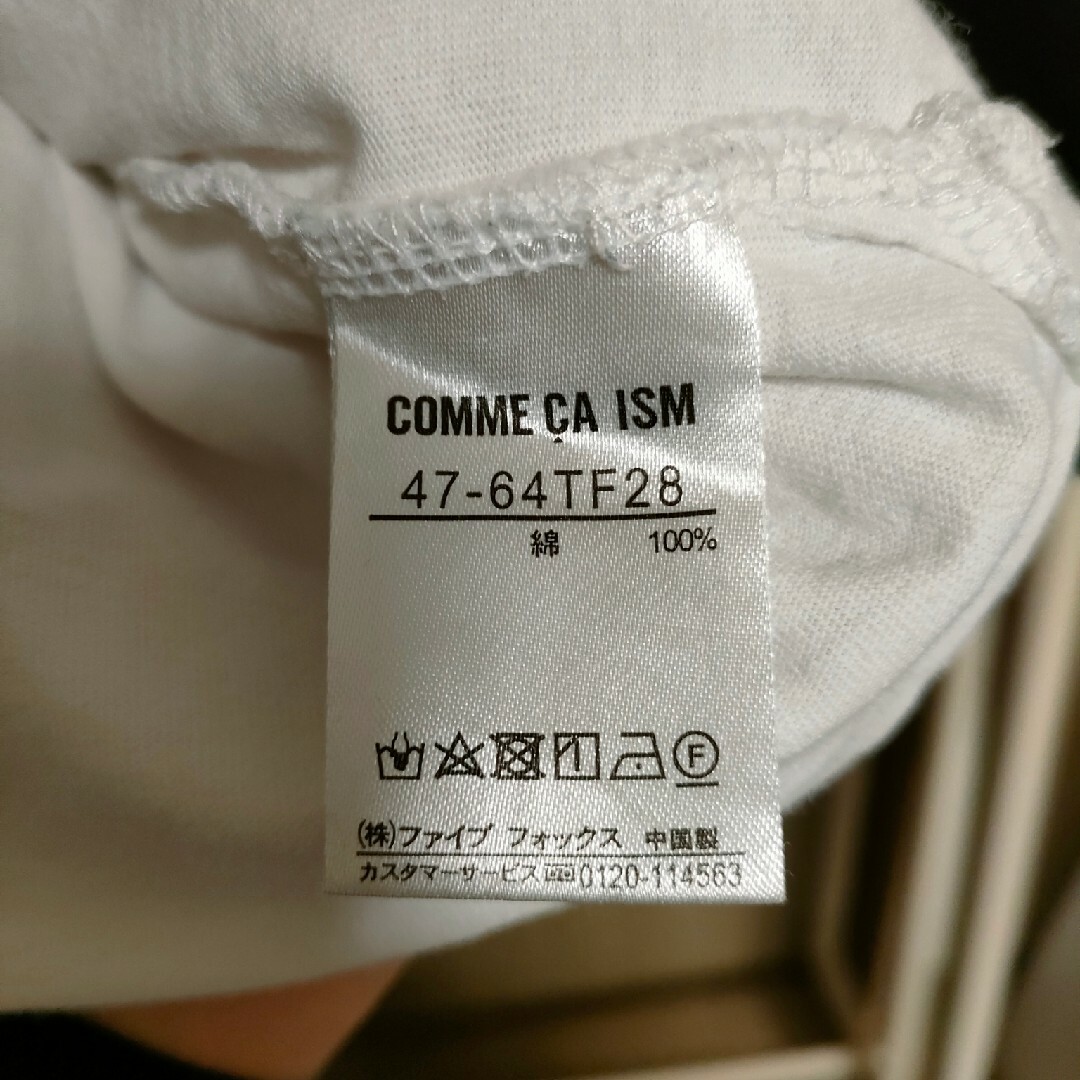 COMME ÇA ISM
47-64TF28
綿 100%
F
(株)ファイブ フォックス 中国製
カスタマーサービス 0120-114563